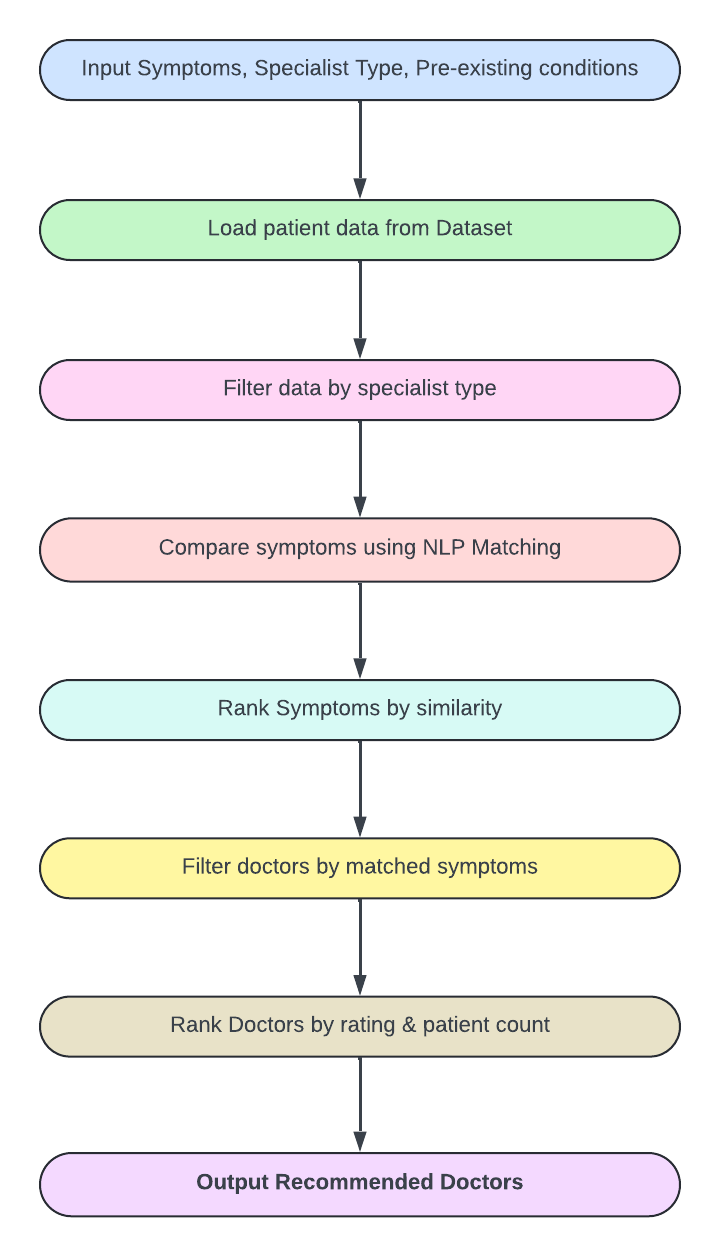 Input Symptoms, Specialist Type, Pre-existing conditions
Load patient data from Dataset
Filter data by specialist type
Compare symptoms using NLP Matching
Rank Symptoms by similarity
Filter doctors by matched symptoms
Rank Doctors by rating & patient count
Output Recommended Doctors